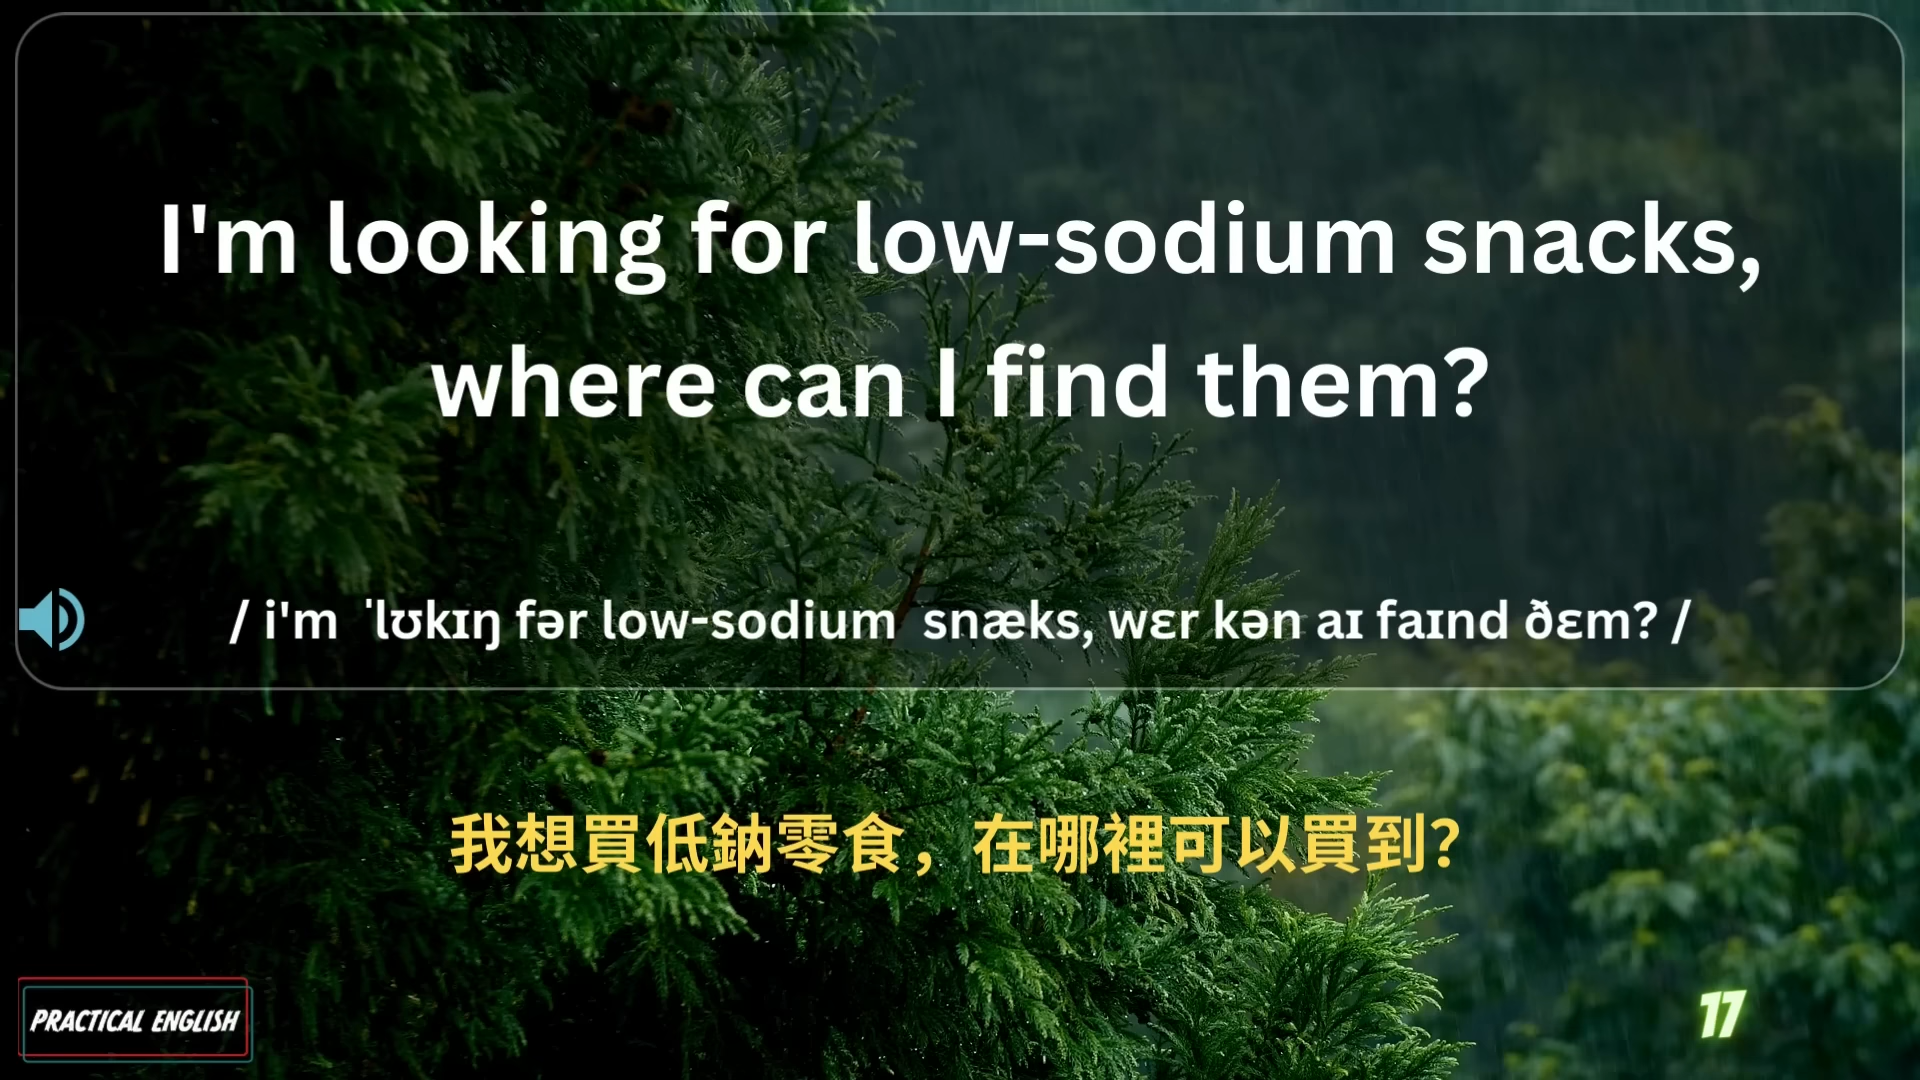 I'm looking for low-sodium snacks,
where can I find them?
/ i'm ˈlʊkɪŋ fər low-sodium snæks, wɛr kən aɪ faɪnd ðɛm? /
我想買低鈉零食，在哪裡可以買到?
PRACTICAL ENGLISH
17